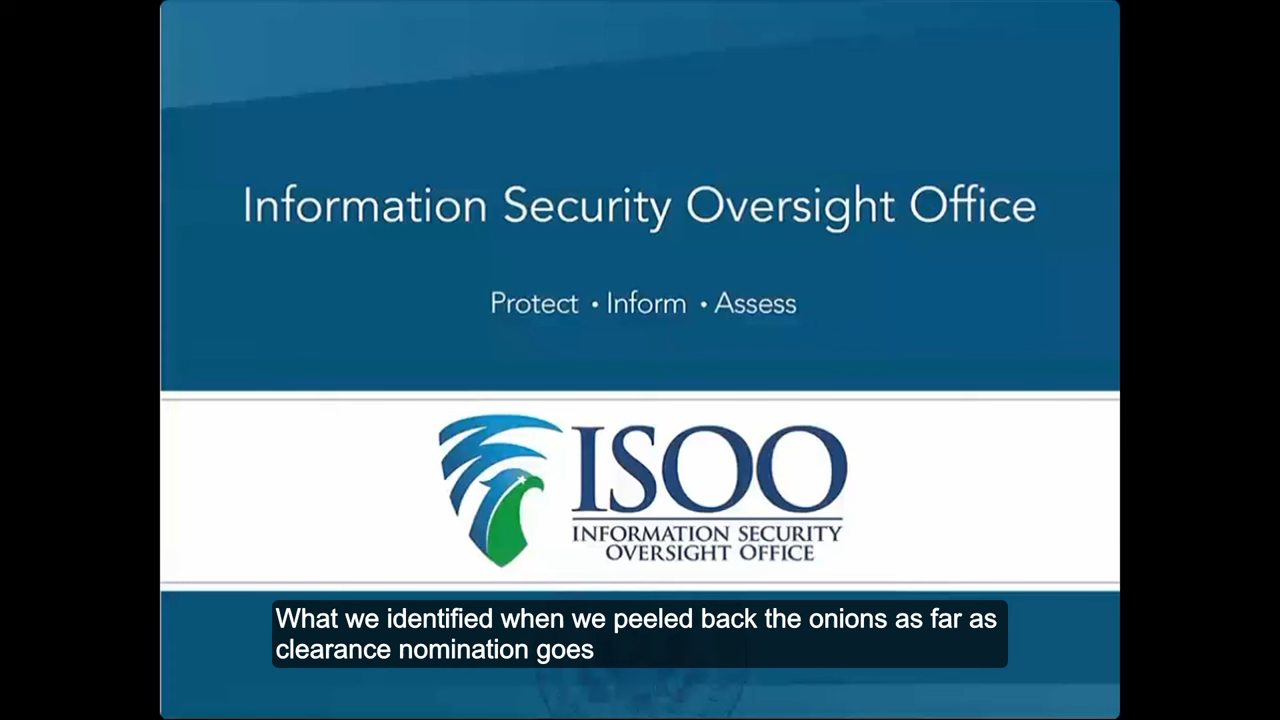 Information Security Oversight Office
Protect • Inform • Assess
ISOO
INFORMATION SECURITY
OVERSIGHT OFFICE
What we identified when we peeled back the onions as far as
clearance nomination goes